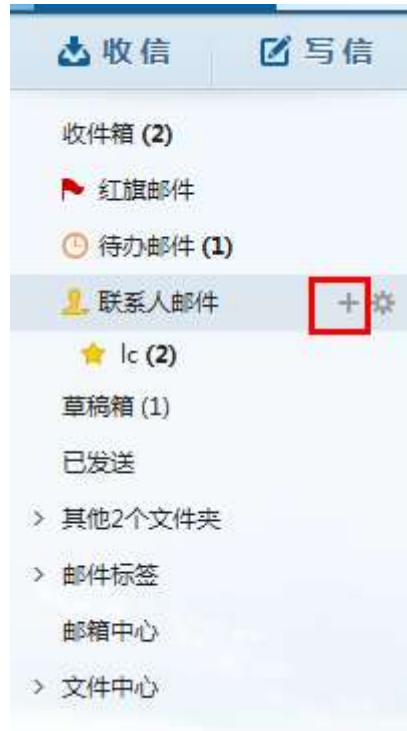 收信 写信
收件箱 (2)
红旗邮件
待办邮件 (1)
联系人邮件
lc (2)
草稿箱 (1)
已发送
其他2个文件夹
邮件标签
邮箱中心
文件中心